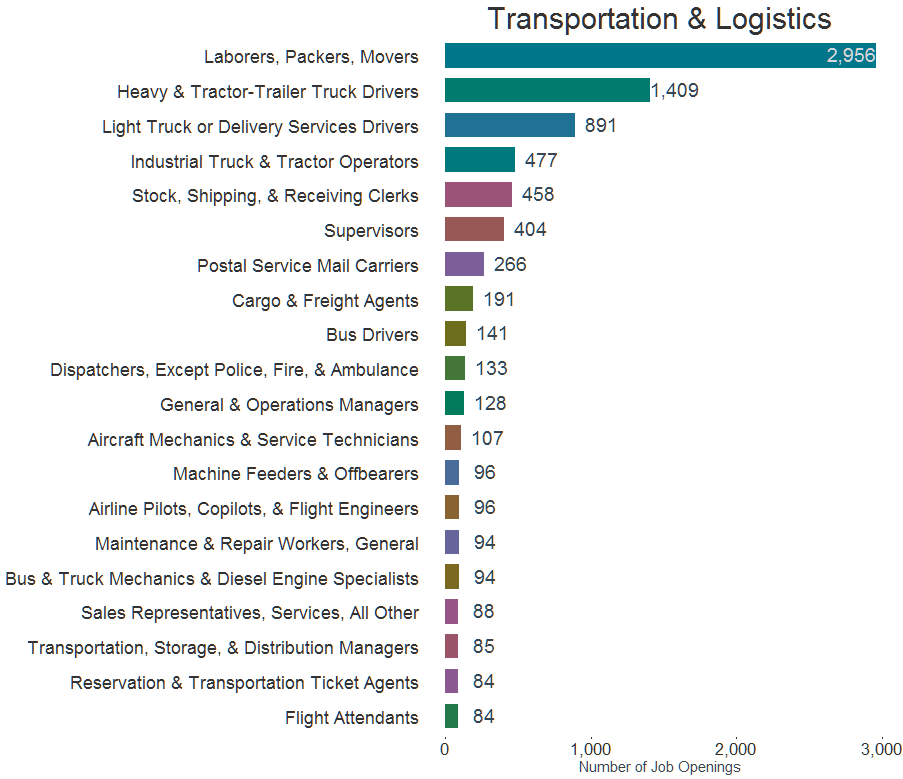 Transportation & Logistics
Laborers, Packers, Movers 2,956
Heavy & Tractor-Trailer Truck Drivers 1,409
Light Truck or Delivery Services Drivers 891
Industrial Truck & Tractor Operators 477
Stock, Shipping, & Receiving Clerks 458
Supervisors 404
Postal Service Mail Carriers 266
Cargo & Freight Agents 191
Bus Drivers 141
Dispatchers, Except Police, Fire, & Ambulance 133
General & Operations Managers 128
Aircraft Mechanics & Service Technicians 107
Machine Feeders & Offbearers 96
Airline Pilots, Copilots, & Flight Engineers 96
Maintenance & Repair Workers, General 94
Bus & Truck Mechanics & Diesel Engine Specialists 94
Sales Representatives, Services, All Other 88
Transportation, Storage, & Distribution Managers 85
Reservation & Transportation Ticket Agents 84
Flight Attendants 84
0 1,000 2,000 3,000
Number of Job Openings